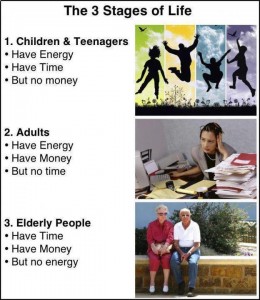 The 3 Stages of Life
1. Children & Teenagers
• Have Energy
• Have Time
• But no money
2. Adults
• Have Energy
• Have Money
• But no time
3. Elderly People
• Have Time
• Have Money
• But no energy